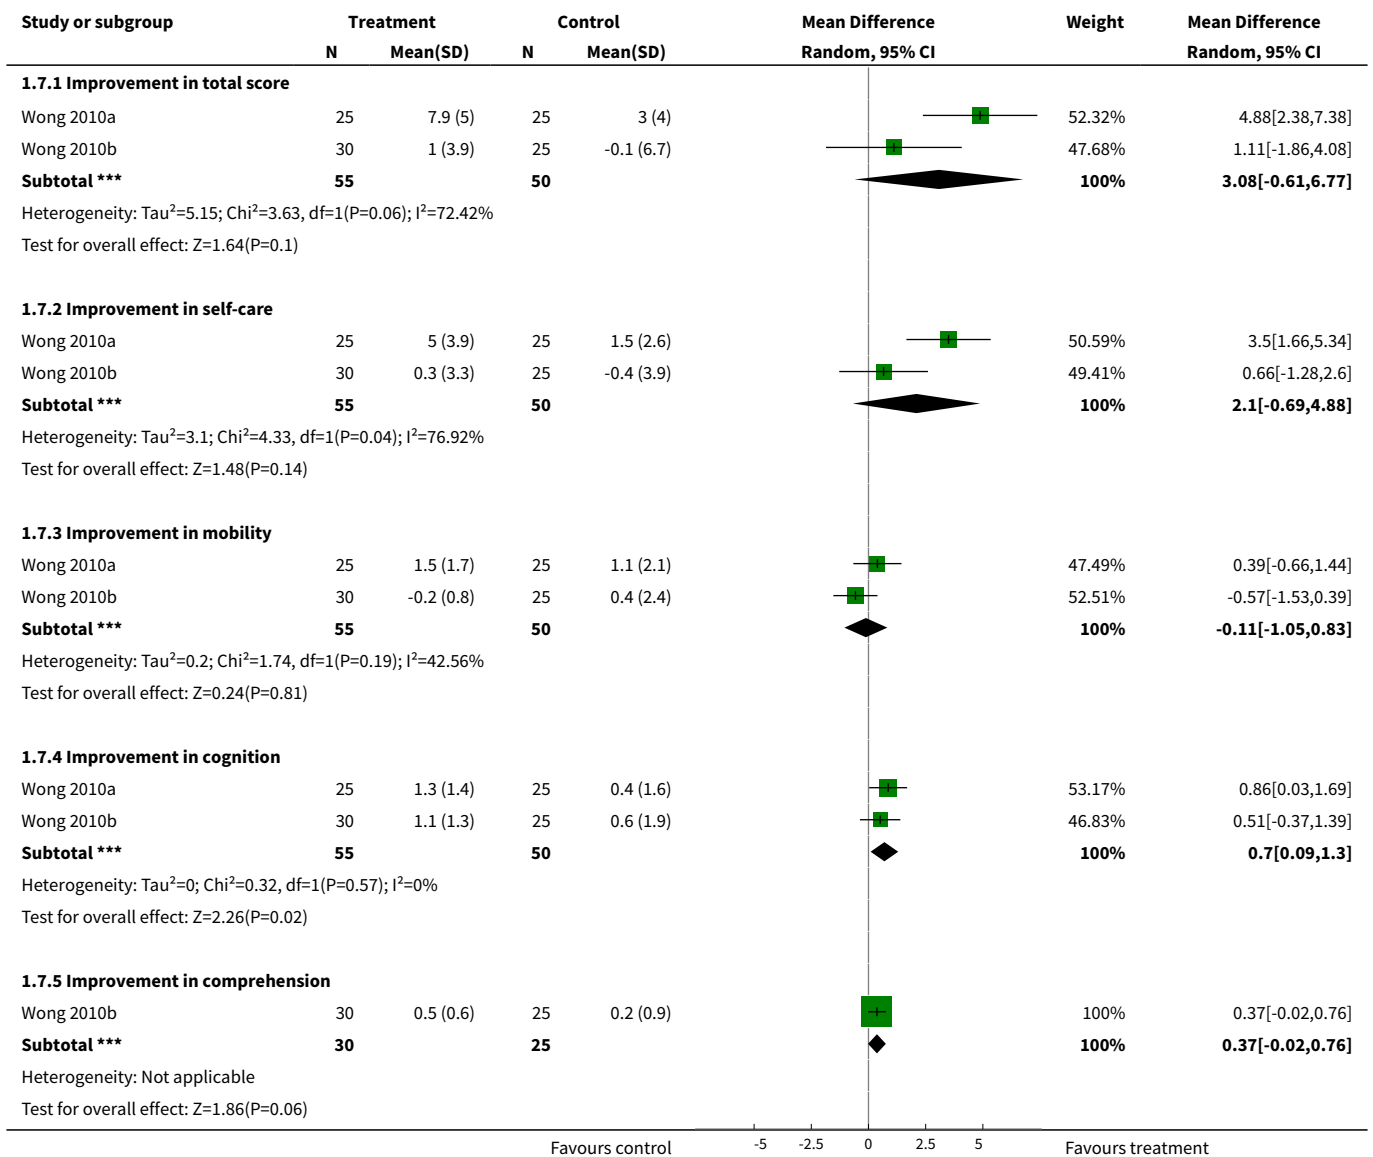 Study or subgroup Treatment Control Mean Difference Weight Mean Difference
N Mean(SD) N Mean(SD) Random, 95% CI Random, 95% CI
1.7.1 Improvement in total score
Wong 2010a 25 7.9 (5) 25 3 (4) 52.32% 4.88[2.38,7.38]
Wong 2010b 30 1 (3.9) 25 -0.1 (6.7) 47.68% 1.11[-1.86,4.08]
Subtotal *** 55 50 100% 3.08[-0.61,6.77]
Heterogeneity: Tau²=5.15; Chi²=3.63, df=1(P=0.06); I²=72.42%
Test for overall effect: Z=1.64(P=0.1)
1.7.2 Improvement in self-care
Wong 2010a 25 5 (3.9) 25 1.5 (2.6) 50.59% 3.5[1.66,5.34]
Wong 2010b 30 0.3 (3.3) 25 -0.4 (3.9) 49.41% 0.66[-1.28,2.6]
Subtotal *** 55 50 100% 2.1[-0.69,4.88]
Heterogeneity: Tau²=3.1; Chi²=4.33, df=1(P=0.04); I²=76.92%
Test for overall effect: Z=1.48(P=0.14)
1.7.3 Improvement in mobility
Wong 2010a 25 1.5 (1.7) 25 1.1 (2.1) 47.49% 0.39[-0.66,1.44]
Wong 2010b 30 -0.2 (0.8) 25 0.4 (2.4) 52.51% -0.57[-1.53,0.39]
Subtotal *** 55 50 100% -0.11[-1.05,0.83]
Heterogeneity: Tau²=0.2; Chi²=1.74, df=1(P=0.19); I²=42.56%
Test for overall effect: Z=0.24(P=0.81)
1.7.4 Improvement in cognition
Wong 2010a 25 1.3 (1.4) 25 0.4 (1.6) 53.17% 0.86[0.03,1.69]
Wong 2010b 30 1.1 (1.3) 25 0.6 (1.9) 46.83% 0.51[-0.37,1.39]
Subtotal *** 55 50 100% 0.7[0.09,1.3]
Heterogeneity: Tau²=0; Chi²=0.32, df=1(P=0.57); I²=0%
Test for overall effect: Z=2.26(P=0.02)
1.7.5 Improvement in comprehension
Wong 2010b 30 0.5 (0.6) 25 0.2 (0.9) 100% 0.37[-0.02,0.76]
Subtotal *** 30 25 100% 0.37[-0.02,0.76]
Heterogeneity: Not applicable
Test for overall effect: Z=1.86(P=0.06)
Favours control -5 -2.5 0 2.5 5 Favours treatment